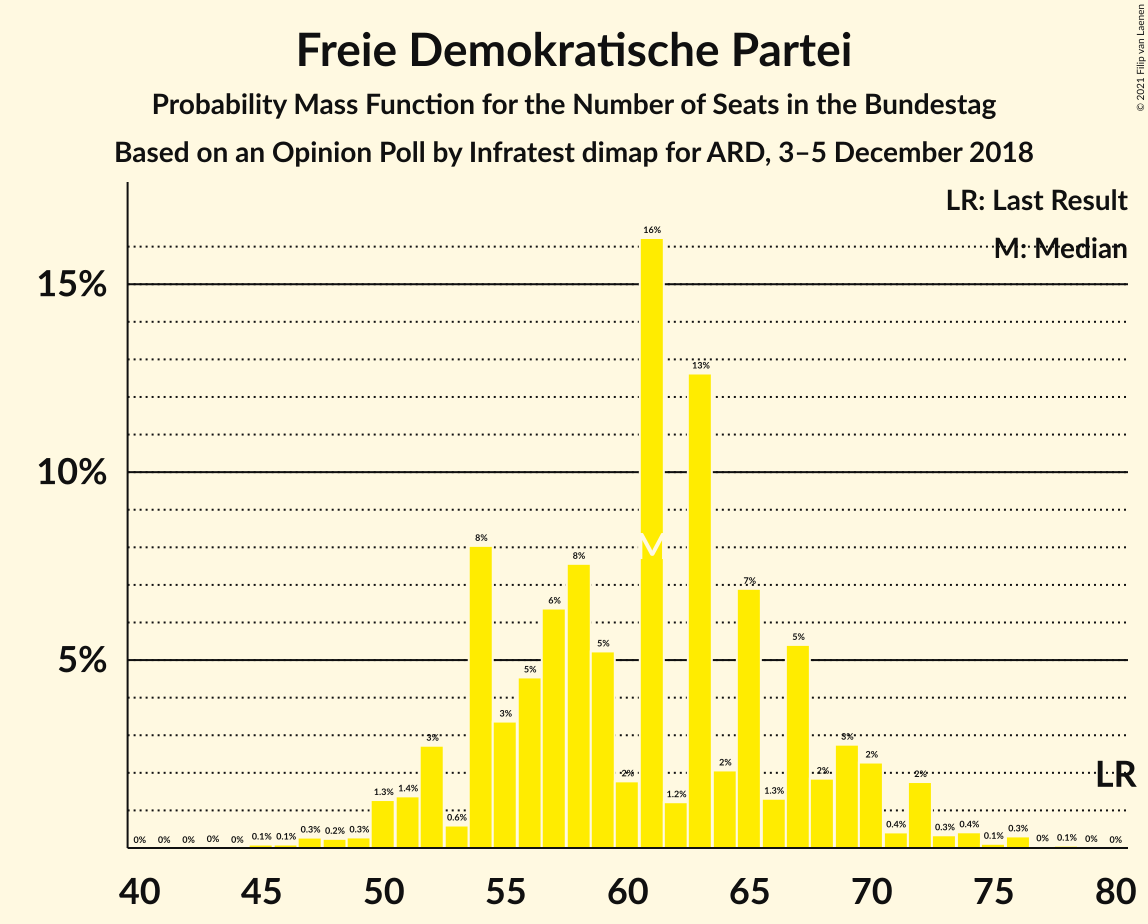 © 2021 Filip van Laenen
Freie Demokratische Partei
Probability Mass Function for the Number of Seats in the Bundestag
Based on an Opinion Poll by Infratest dimap for ARD, 3–5 December 2018
LR: Last Result
M: Median
15%
10%
5%
0% 0% 0% 0% 0% 0.1% 0.1% 0.3% 0.2% 0.3% 1.3% 1.4% 3% 0.6% 8% 3% 5% 6% 8% 5% 2% 16% 1.2% 13% 2% 7% 1.3% 5% 2% 3% 2% 0.4% 2% 0.3% 0.4% 0.1% 0.3% 0% 0.1% 0% 0%
M
LR
40 45 50 55 60 65 70 75 80